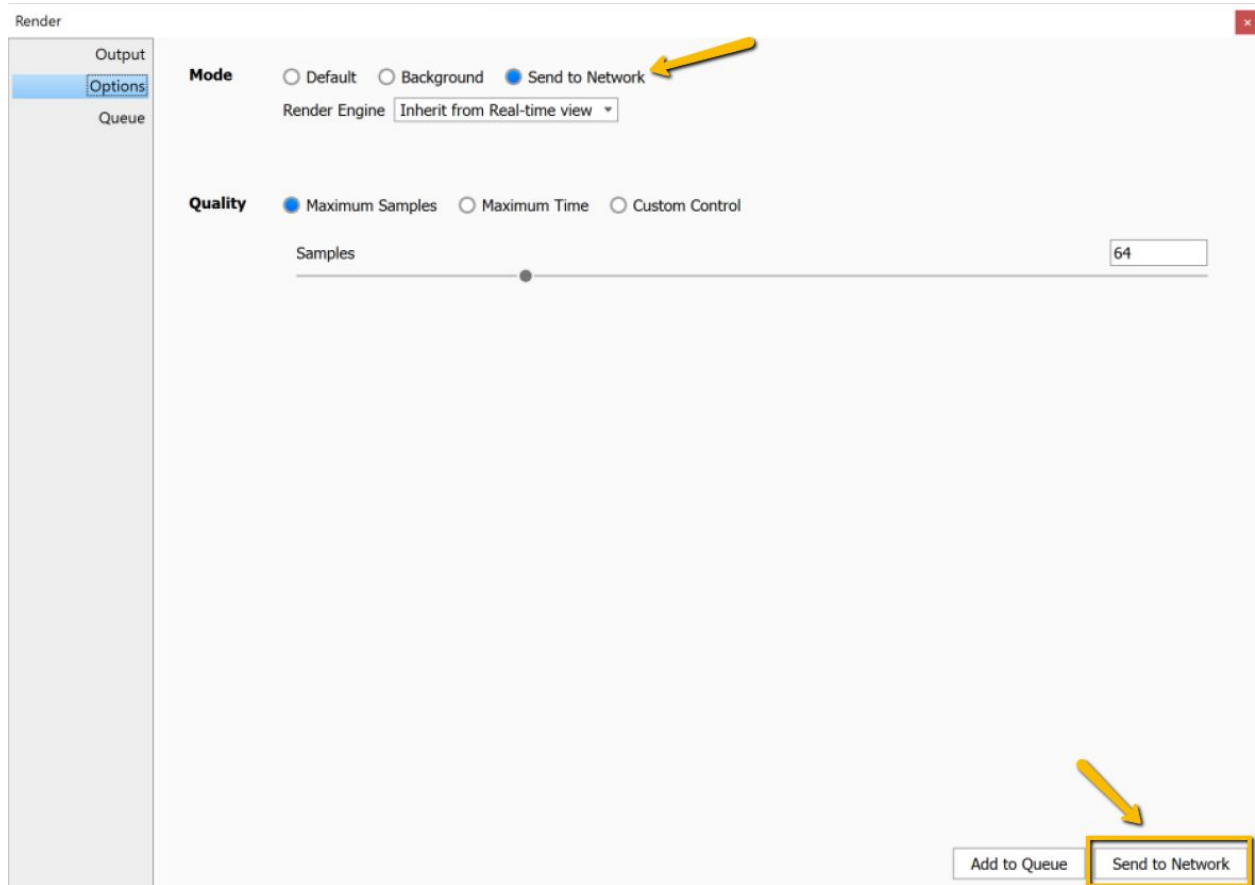 Render
Output
Options
Queue
Mode Default Background Send to Network
Render Engine Inherit from Real-time view
Quality Maximum Samples Maximum Time Custom Control
Samples 64
Add to Queue Send to Network